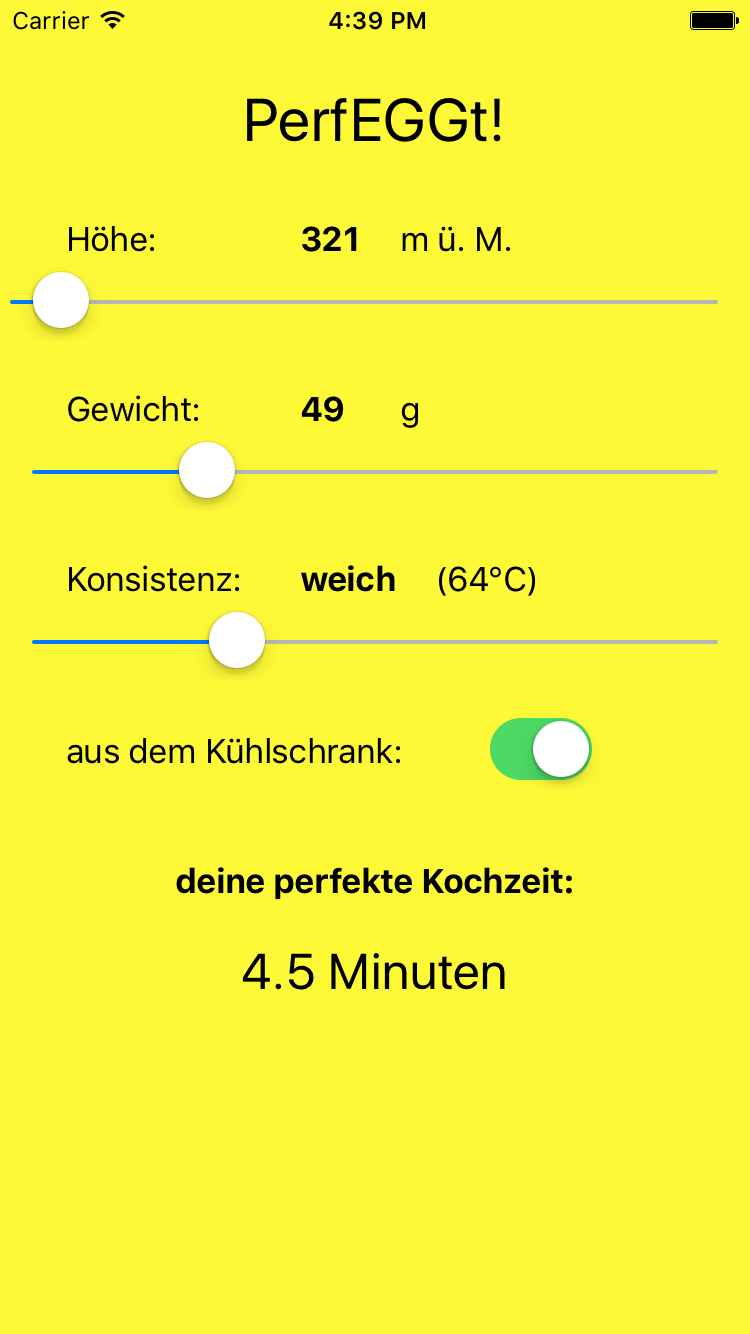 Carrier 4:39 PM
PerfEGGt!
Höhe: 321 m ü. M.
Gewicht: 49 g
Konsistenz: weich (64°C)
aus dem Kühlschrank:
deine perfekte Kochzeit:
4.5 Minuten